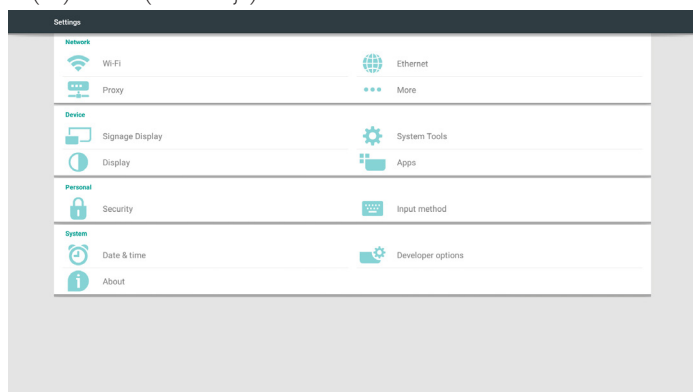 Settings
Network
Wi-Fi
Ethernet
Proxy
More
Device
Signage Display
System Tools
Display
Apps
Personal
Security
Input method
System
Date & time
Developer options
About